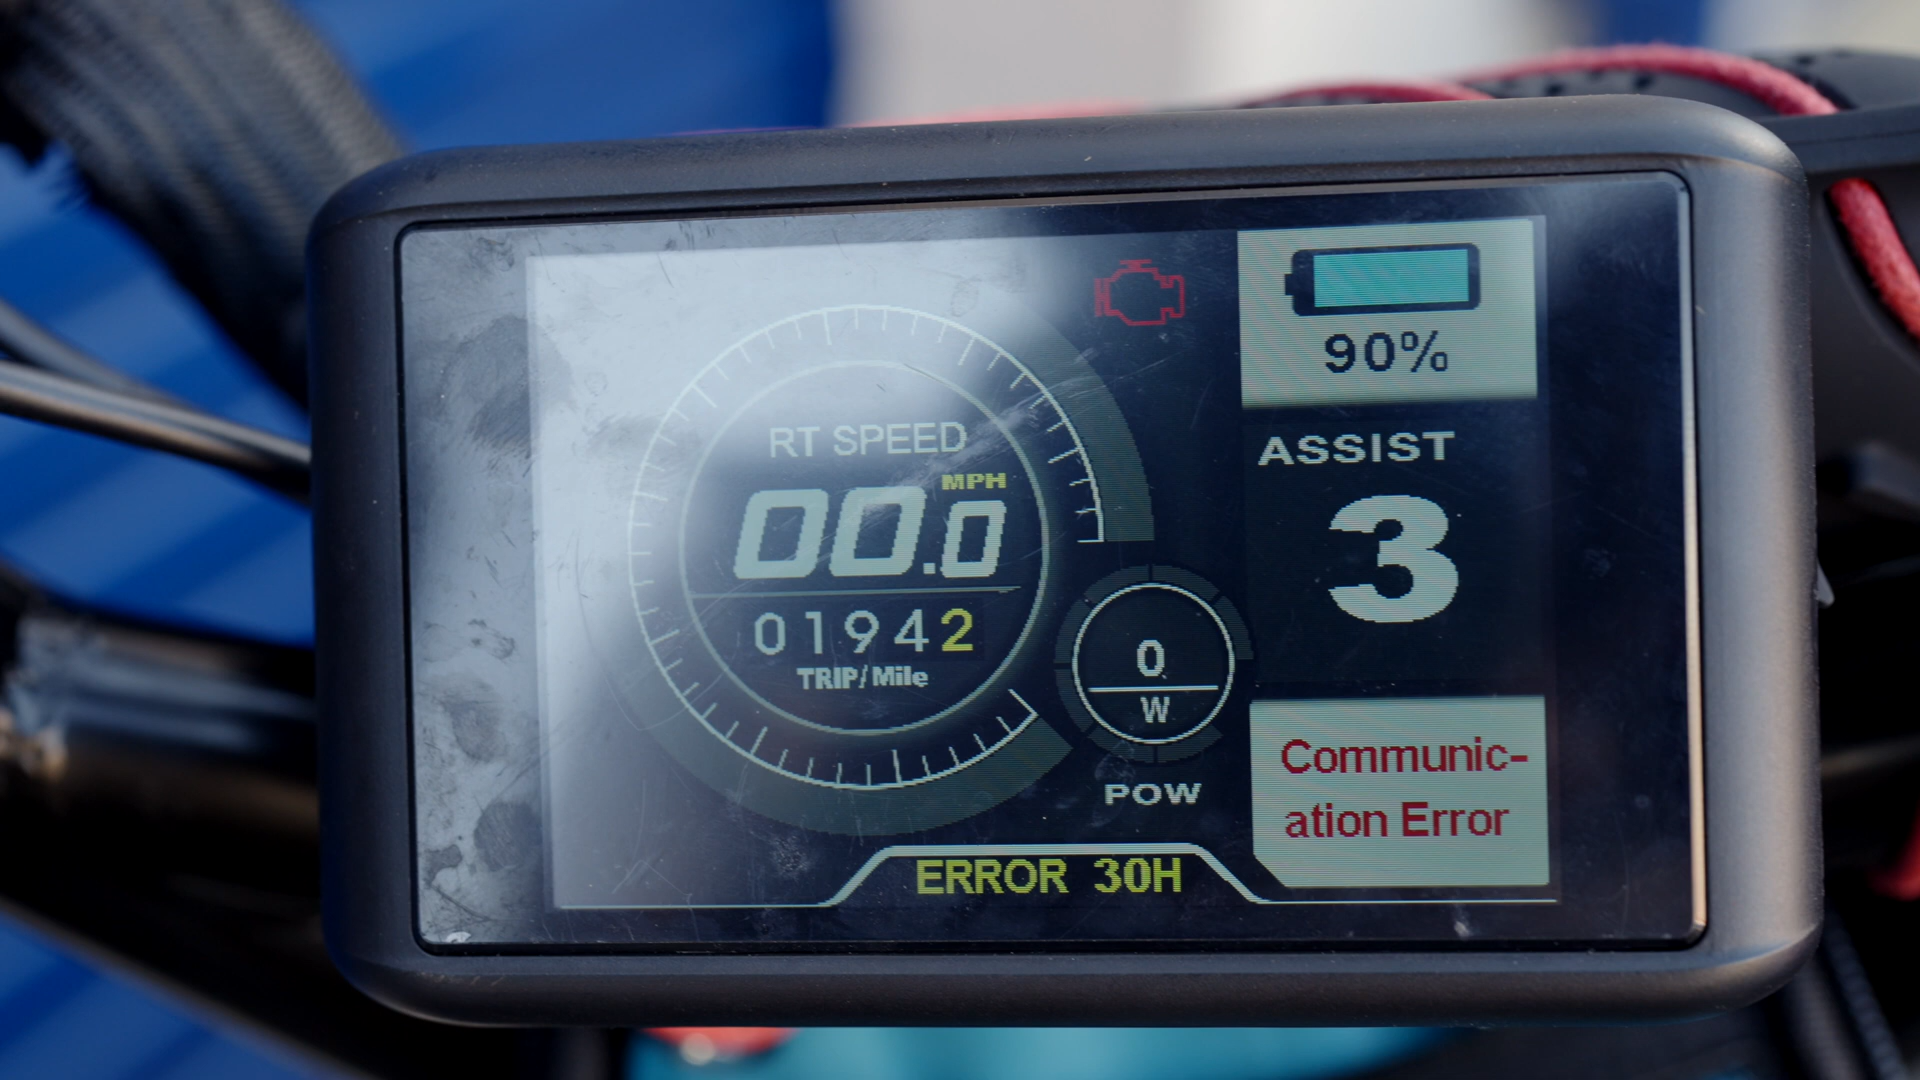 90%
RT SPEED
MPH
00.0
01942
TRIP/Mile
ASSIST
3
0
W
POW
Communic-
ation Error
ERROR 30H